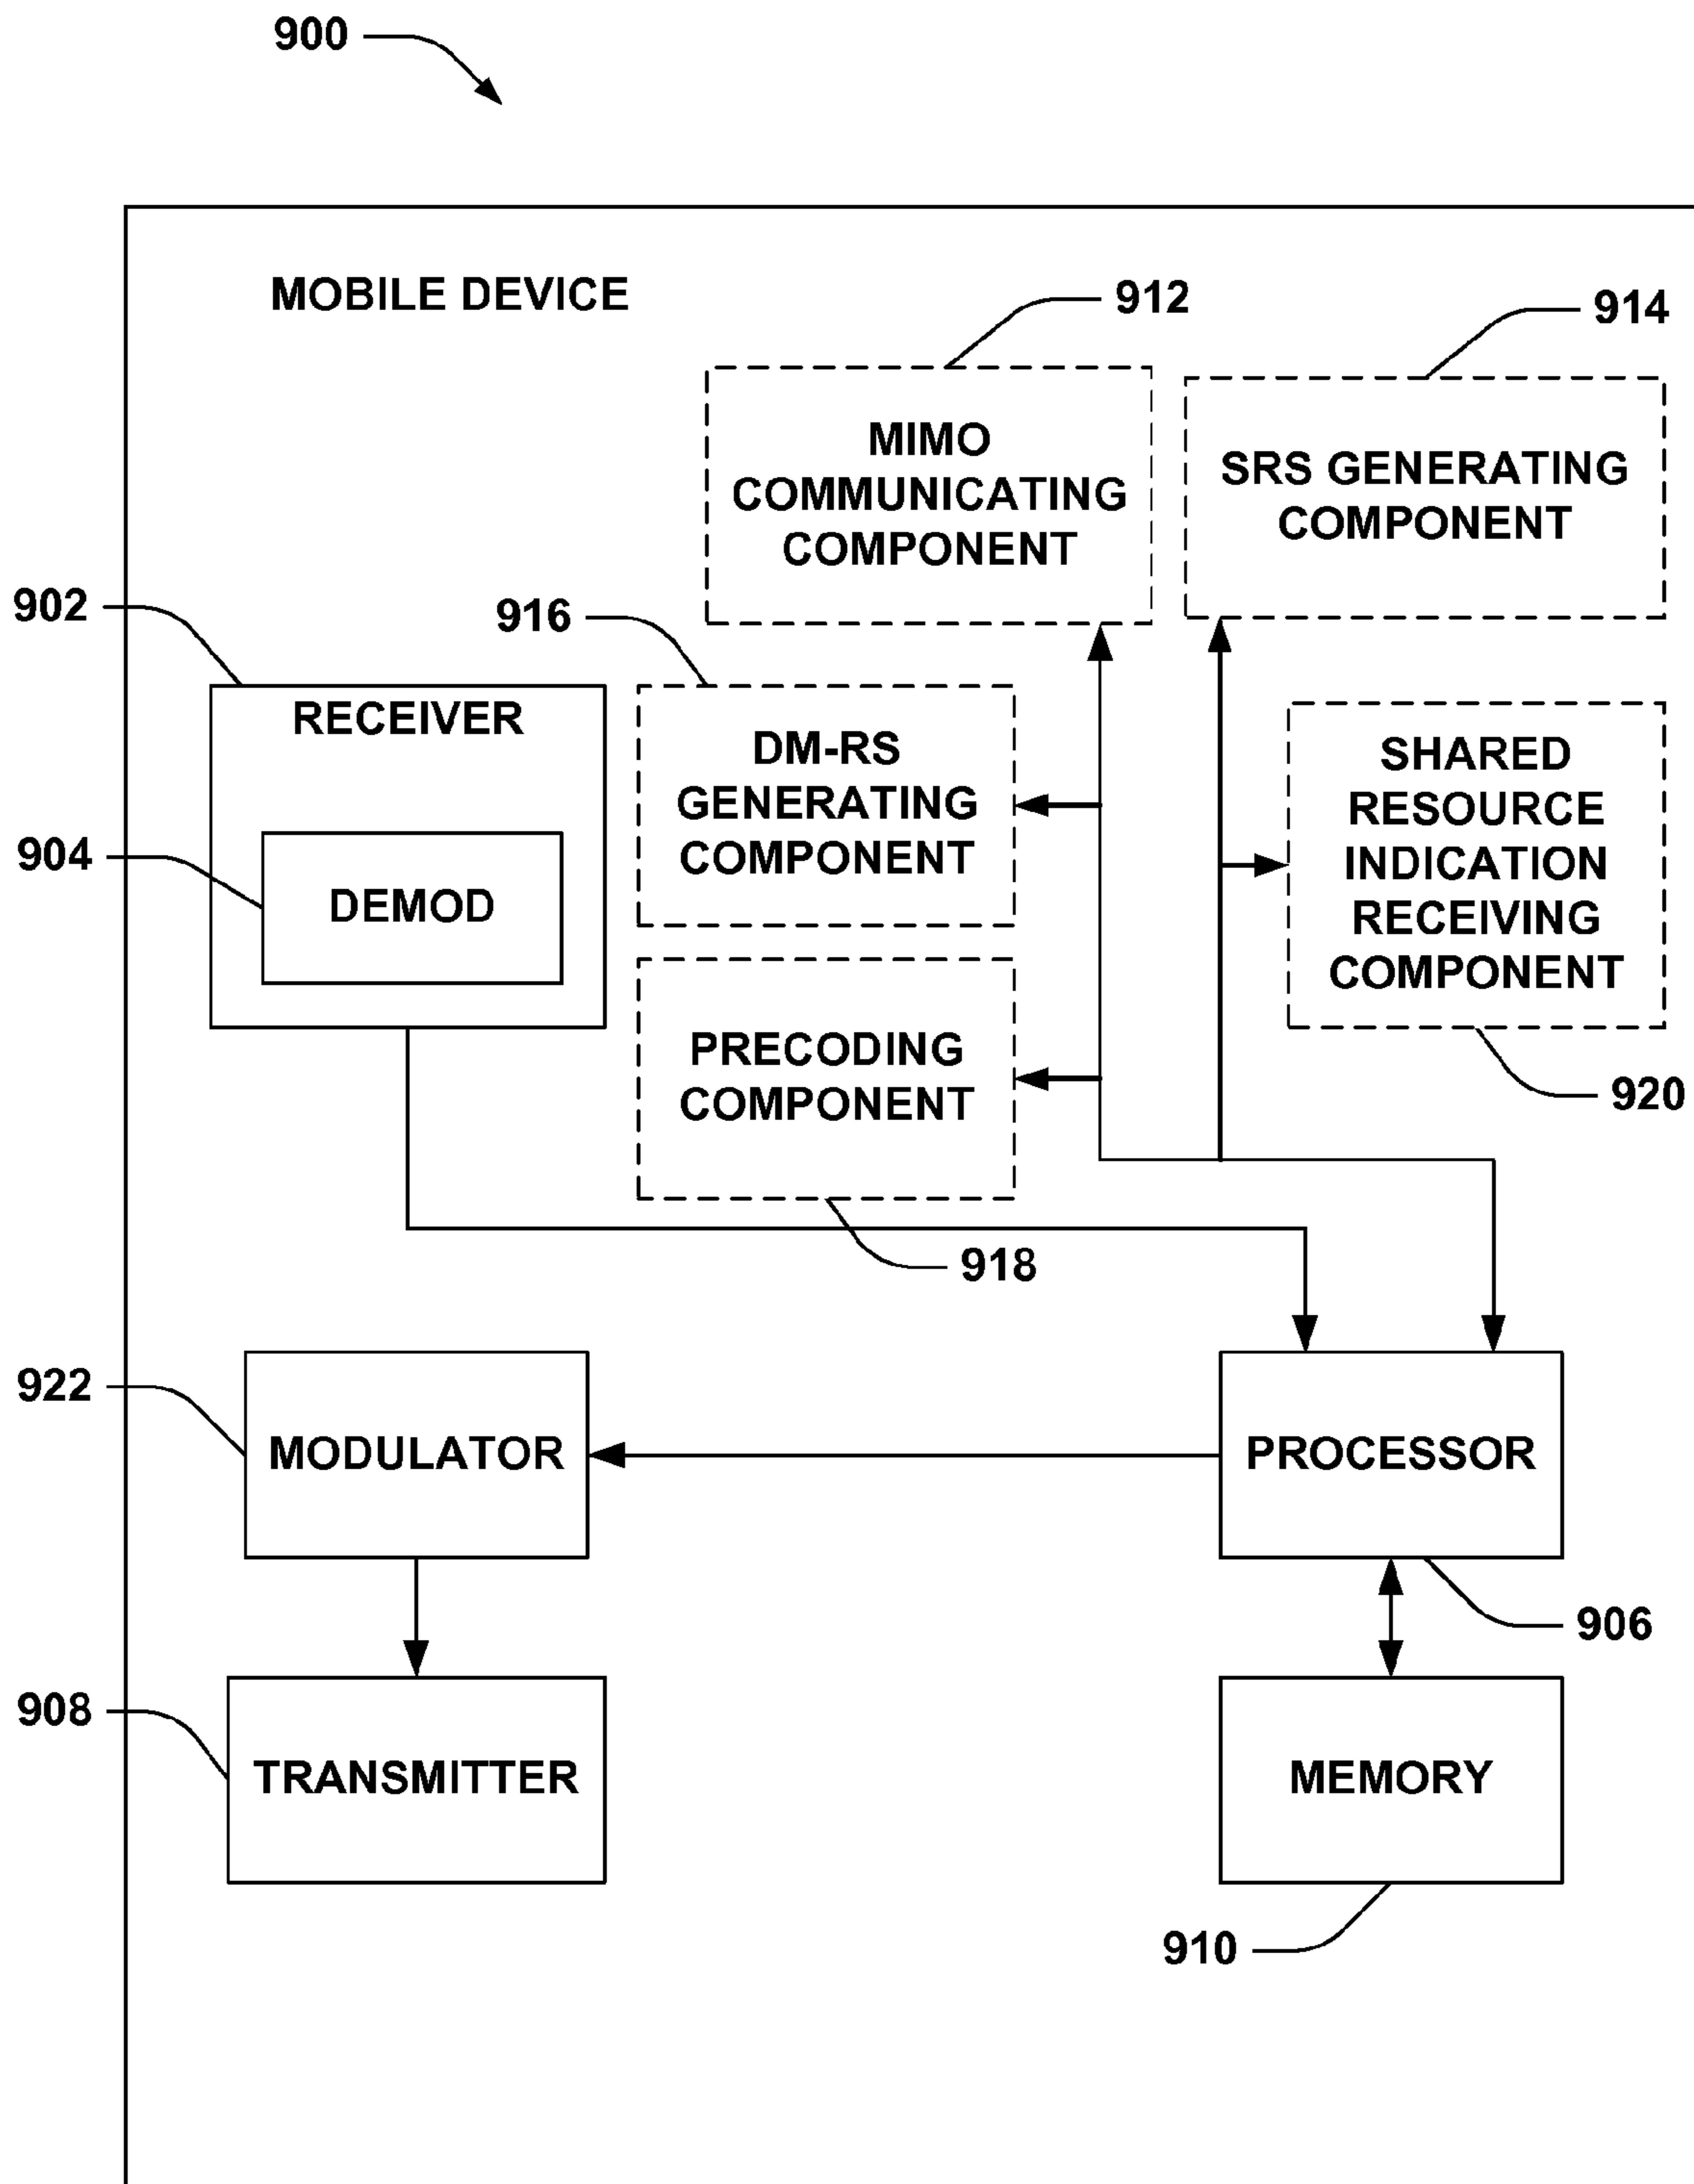 900
MOBILE DEVICE
912
914
MIMO
COMMUNICATING
COMPONENT
SRS GENERATING
COMPONENT
902
916
RECEIVER
DM-RS
GENERATING
COMPONENT
SHARED
RESOURCE
INDICATION
RECEIVING
COMPONENT
904
DEMOD
PRECODING
COMPONENT
920
918
922
MODULATOR
PROCESSOR
906
908
TRANSMITTER
MEMORY
910